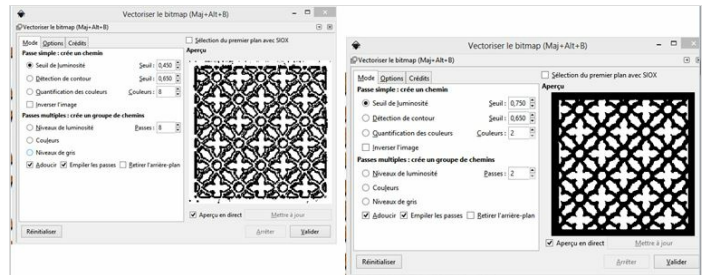 Vectoriser le bitmap (Maj+Alt+B)
Vectoriser le bitmap (Maj+Alt+B)
Mode Options Crédits
Passe simple : crée un chemin
Seuil de luminosité Seuil : 0,450
Détection de contour Seuil : 0,650
Quantification des couleurs Couleurs : 8
Inverser l'image
Passes multiples : crée un groupe de chemins
Niveaux de luminosité Passes : 8
Couleurs
Niveaux de gris
Adoucir Empiler les passes Retirer l'arrière-plan
Sélection du premier plan avec SIOX
Aperçu
Aperçu en direct Mettre à jour
Réinitialiser Arrêter Valider
Vectoriser le bitmap (Maj+Alt+B)
Vectoriser le bitmap (Maj+Alt+B)
Mode Options Crédits
Passe simple : crée un chemin
Seuil de luminosité Seuil : 0,750
Détection de contour Seuil : 0,650
Quantification des couleurs Couleurs : 2
Inverser l'image
Passes multiples : crée un groupe de chemins
Niveaux de luminosité Passes : 2
Couleurs
Niveaux de gris
Adoucir Empiler les passes Retirer l'arrière-plan
Sélection du premier plan avec SIOX
Aperçu
Aperçu en direct Mettre à jour
Réinitialiser Arrêter Valider